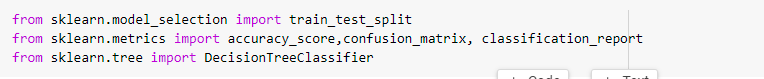 from sklearn.model_selection import train_test_split
from sklearn.metrics import accuracy_score,confusion_matrix, classification_report
from sklearn.tree import DecisionTreeClassifier